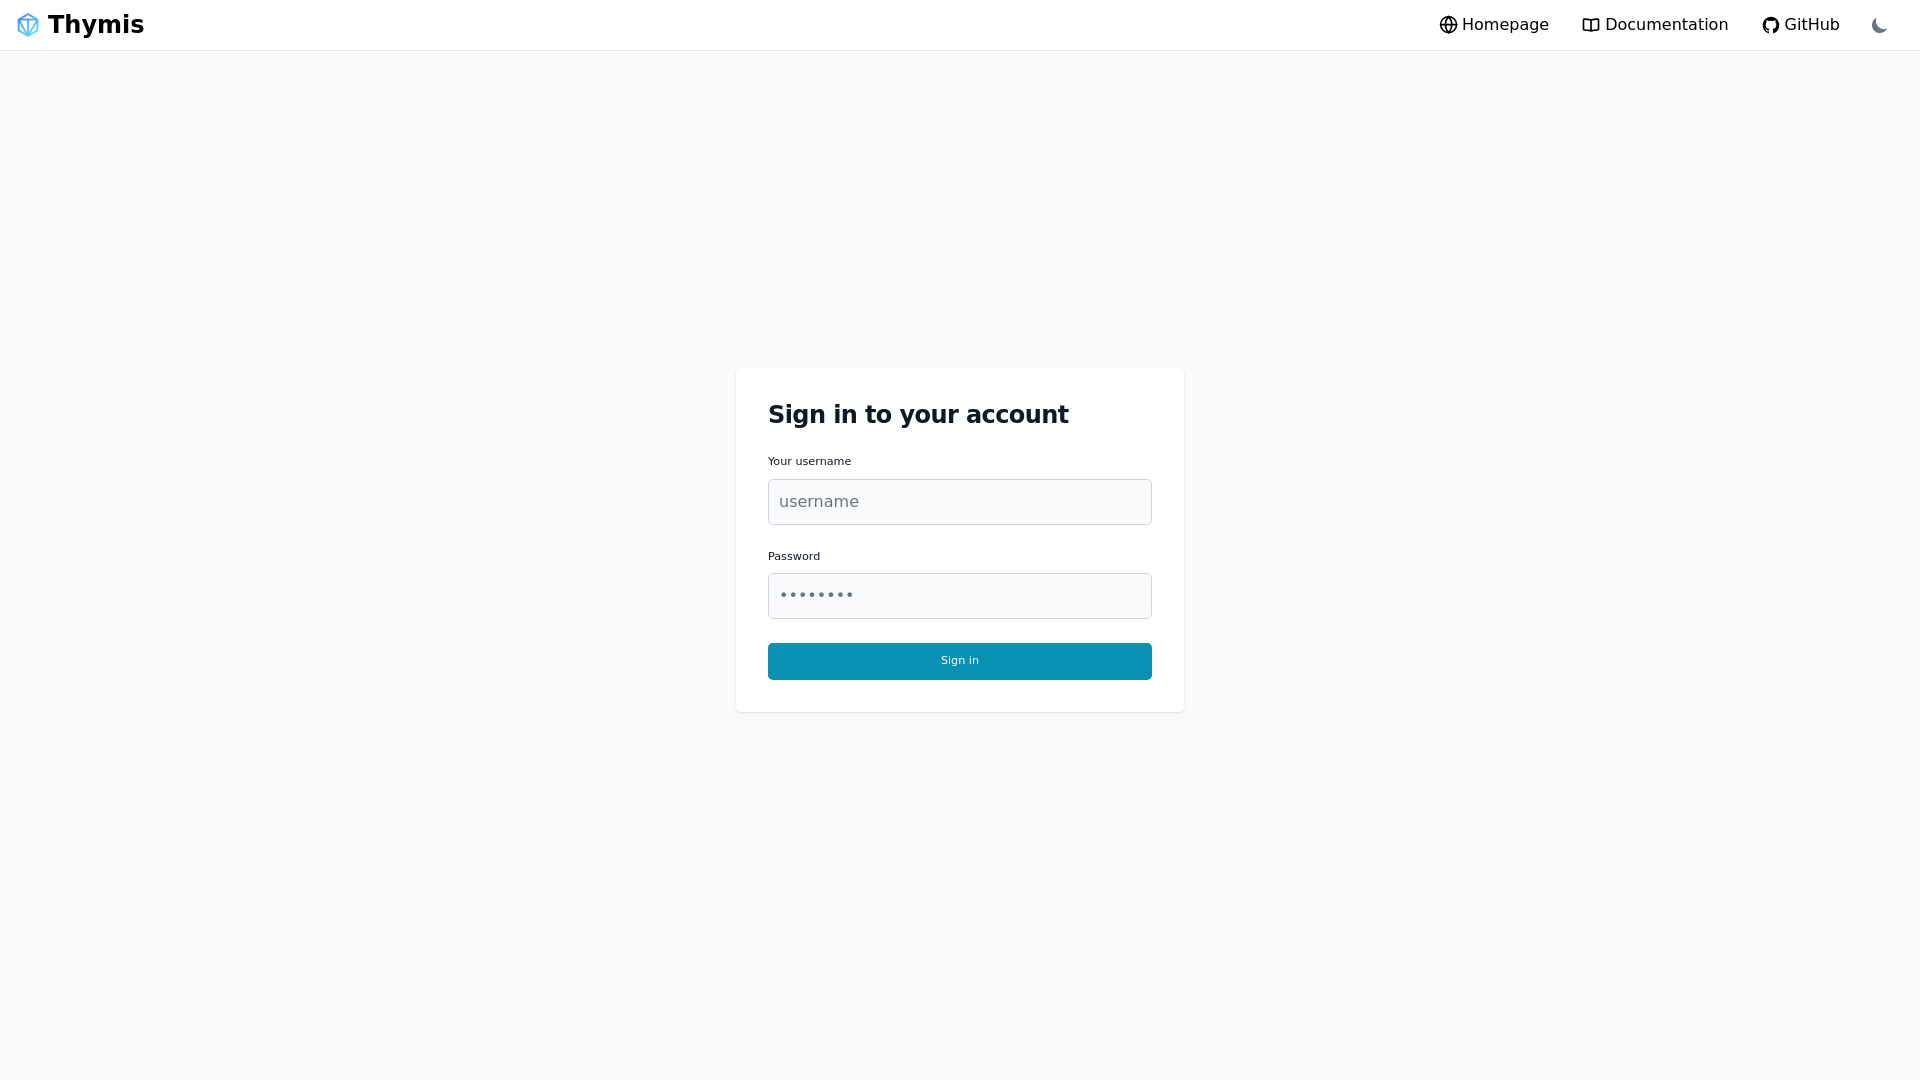 Thymis
Homepage
Documentation
GitHub
Sign in to your account
Your username
username
Password
••••••••
Sign in